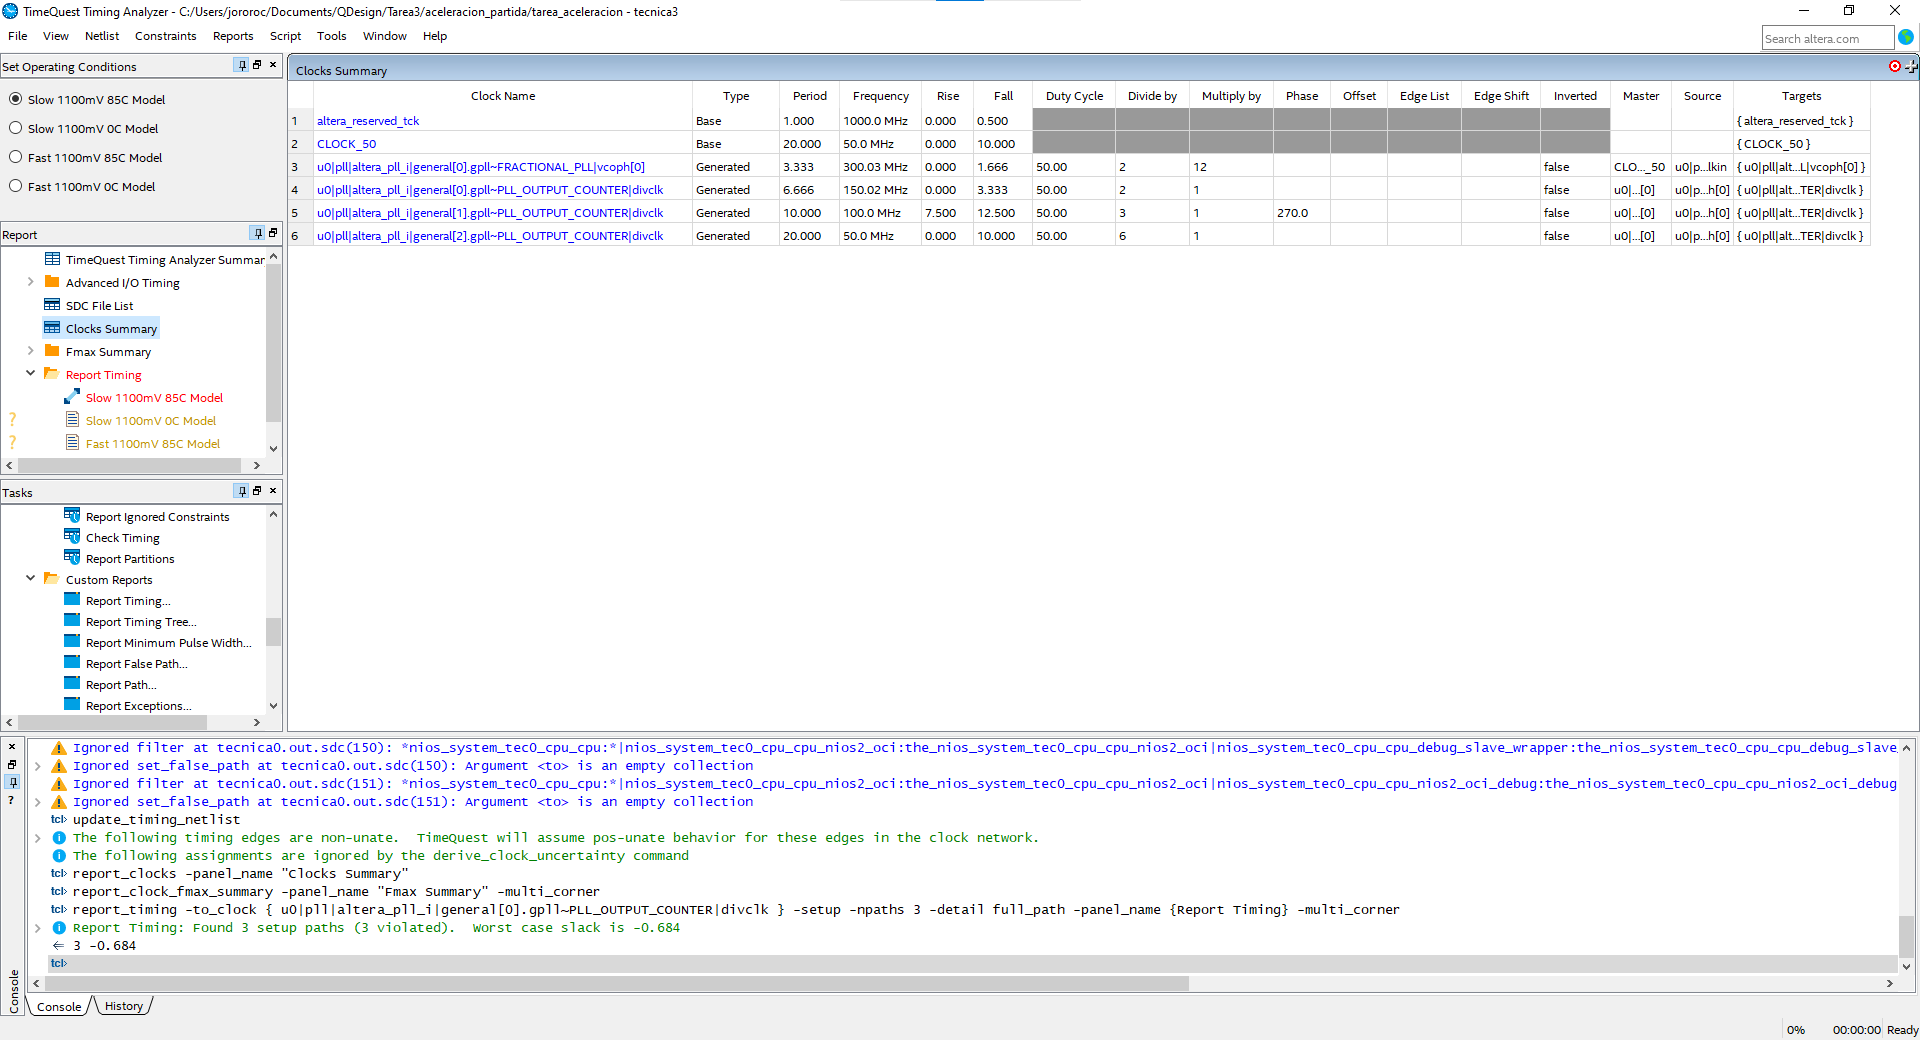 TimeQuest Timing Analyzer - C:/Users/jororoc/Documents/QDesign/Tarea3/aceleracion_partida/tarea_aceleracion - tecnica3
File View Netlist Constraints Reports Script Tools Window Help
Search altera.com
Set Operating Conditions
Slow 1100mV 85C Model
Slow 1100mV 0C Model
Fast 1100mV 85C Model
Fast 1100mV 0C Model
Report
TimeQuest Timing Analyzer Summar
Advanced I/O Timing
SDC File List
Clocks Summary
Fmax Summary
Report Timing
Slow 1100mV 85C Model
? Slow 1100mV 0C Model
? Fast 1100mV 85C Model
Tasks
Report Ignored Constraints
Check Timing
Report Partitions
Custom Reports
Report Timing...
Report Timing Tree...
Report Minimum Pulse Width...
Report False Path...
Report Path...
Report Exceptions...
Clocks Summary
Clock Name Type Period Frequency Rise Fall Duty Cycle Divide by Multiply by Phase Offset Edge List Edge Shift Inverted Master Source Targets
1 altera_reserved_tck Base 1.000 1000.0 MHz 0.000 0.500 { altera_reserved_tck }
2 CLOCK_50 Base 20.000 50.0 MHz 0.000 10.000 { CLOCK_50 }
3 u0|pll|altera_pll_i|general[0].gpll~FRACTIONAL_PLL|vcoph[0] Generated 3.333 300.03 MHz 0.000 1.666 50.00 2 12 false CLO..._50 u0|p...lkin { u0|pll|alt...L|vcoph[0] }
4 u0|pll|altera_pll_i|general[0].gpll~PLL_OUTPUT_COUNTER|divclk Generated 6.666 150.02 MHz 0.000 3.333 50.00 2 1 false u0|...[0] u0|p...h[0] { u0|pll|alt...TER|divclk }
5 u0|pll|altera_pll_i|general[1].gpll~PLL_OUTPUT_COUNTER|divclk Generated 10.000 100.0 MHz 7.500 12.500 50.00 3 1 270.0 false u0|...[0] u0|p...h[0] { u0|pll|alt...TER|divclk }
6 u0|pll|altera_pll_i|general[2].gpll~PLL_OUTPUT_COUNTER|divclk Generated 20.000 50.0 MHz 0.000 10.000 50.00 6 1 false u0|...[0] u0|p...h[0] { u0|pll|alt...TER|divclk }
Ignored filter at tecnica0.out.sdc(150): *nios_system_tec0_cpu_cpu:*|nios_system_tec0_cpu_cpu_nios2_oci:the_nios_system_tec0_cpu_cpu_nios2_oci|nios_system_tec0_cpu_cpu_debug_slave_wrapper:the_nios_system_tec0_cpu_cpu_debug_slave_
Ignored set_false_path at tecnica0.out.sdc(150): Argument <to> is an empty collection
Ignored filter at tecnica0.out.sdc(151): *nios_system_tec0_cpu_cpu:*|nios_system_tec0_cpu_cpu_nios2_oci:the_nios_system_tec0_cpu_cpu_nios2_oci|nios_system_tec0_cpu_cpu_nios2_oci_debug:the_nios_system_tec0_cpu_cpu_nios2_oci_debug
Ignored set_false_path at tecnica0.out.sdc(151): Argument <to> is an empty collection
tcl> update_timing_netlist
The following timing edges are non-unate.  TimeQuest will assume pos-unate behavior for these edges in the clock network.
The following assignments are ignored by the derive_clock_uncertainty command
tcl> report_clocks -panel_name "Clocks Summary"
tcl> report_clock_fmax_summary -panel_name "Fmax Summary" -multi_corner
tcl> report_timing -to_clock { u0|pll|altera_pll_i|general[0].gpll~PLL_OUTPUT_COUNTER|divclk } -setup -npaths 3 -detail full_path -panel_name {Report Timing} -multi_corner
Report Timing: Found 3 setup paths (3 violated).  Worst case slack is -0.684
3 -0.684
tcl>
Console
Console History
0% 00:00:00 Ready